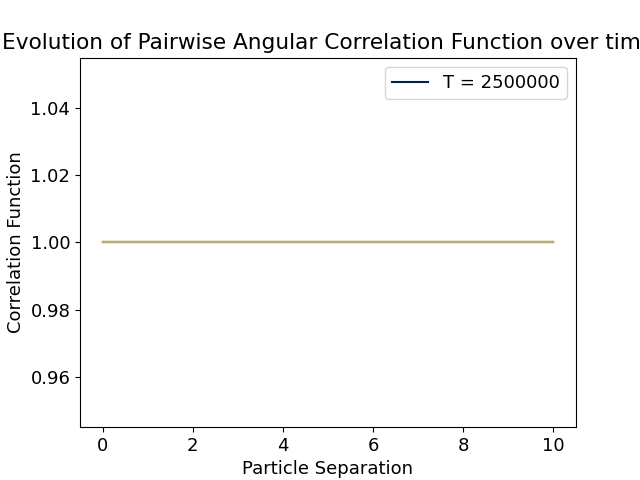 Evolution of Pairwise Angular Correlation Function over tim
T = 2500000
Correlation Function
1.04
1.02
1.00
0.98
0.96
0 2 4 6 8 10
Particle Separation